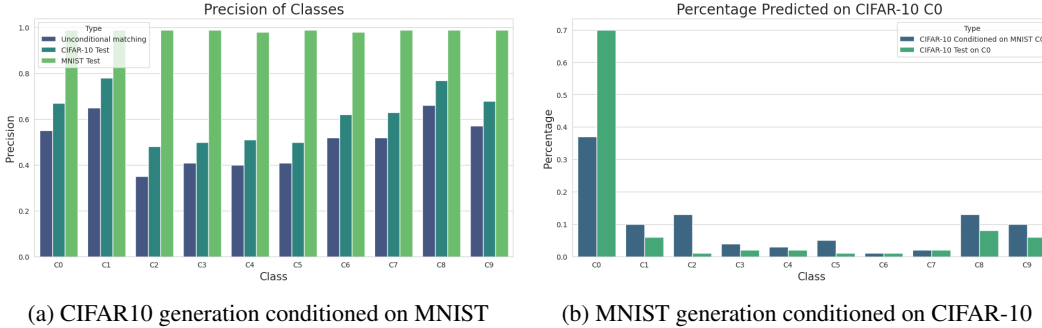 Precision of Classes
Type
Unconditional matching
CIFAR-10 Test
MNIST Test
Precision
1.0
0.8
0.6
0.4
0.2
0.0
C0 C1 C2 C3 C4 C5 C6 C7 C8 C9
Class
(a) CIFAR10 generation conditioned on MNIST
Percentage Predicted on CIFAR-10 C0
Type
CIFAR-10 Conditioned on MNIST C0
CIFAR-10 Test on C0
Percentage
0.7
0.6
0.5
0.4
0.3
0.2
0.1
0.0
C0 C1 C2 C3 C4 C5 C6 C7 C8 C9
Class
(b) MNIST generation conditioned on CIFAR-10